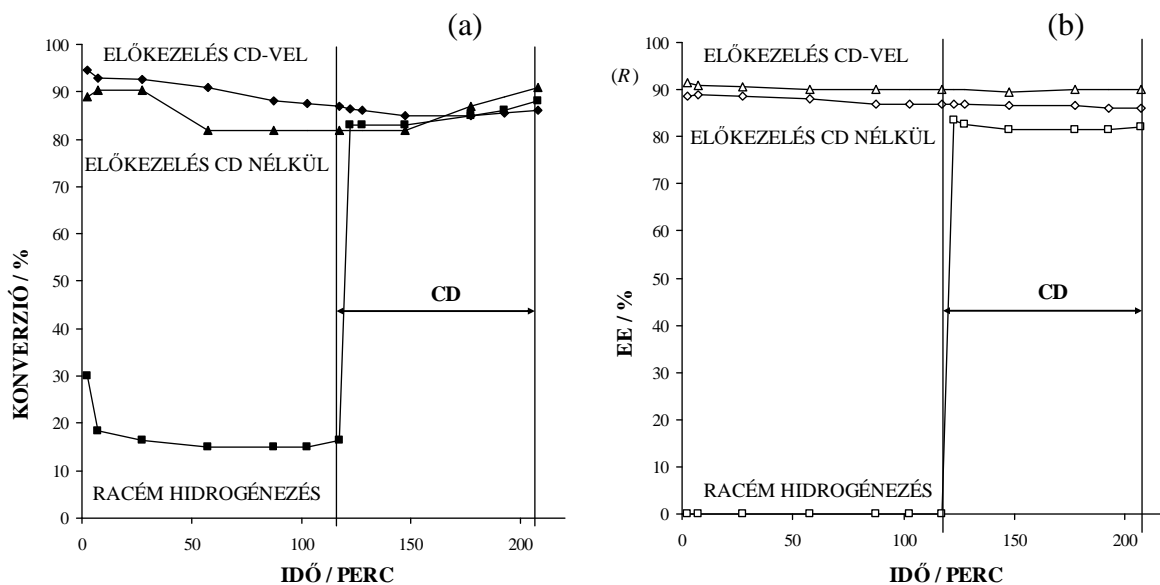 (a)
KONVERZIÓ / %
100
90
80
70
60
50
40
30
20
10
0
ELŐKEZELÉS CD-VEL
ELŐKEZELÉS CD NÉLKÜL
CD
RACÉM HIDROGÉNEZÉS
0
50
100
150
200
IDŐ / PERC
(b)
(R)
EE / %
100
90
80
70
60
50
40
30
20
10
0
ELŐKEZELÉS CD-VEL
ELŐKEZELÉS CD NÉLKÜL
CD
RACÉM HIDROGÉNEZÉS
0
50
100
150
200
IDŐ / PERC